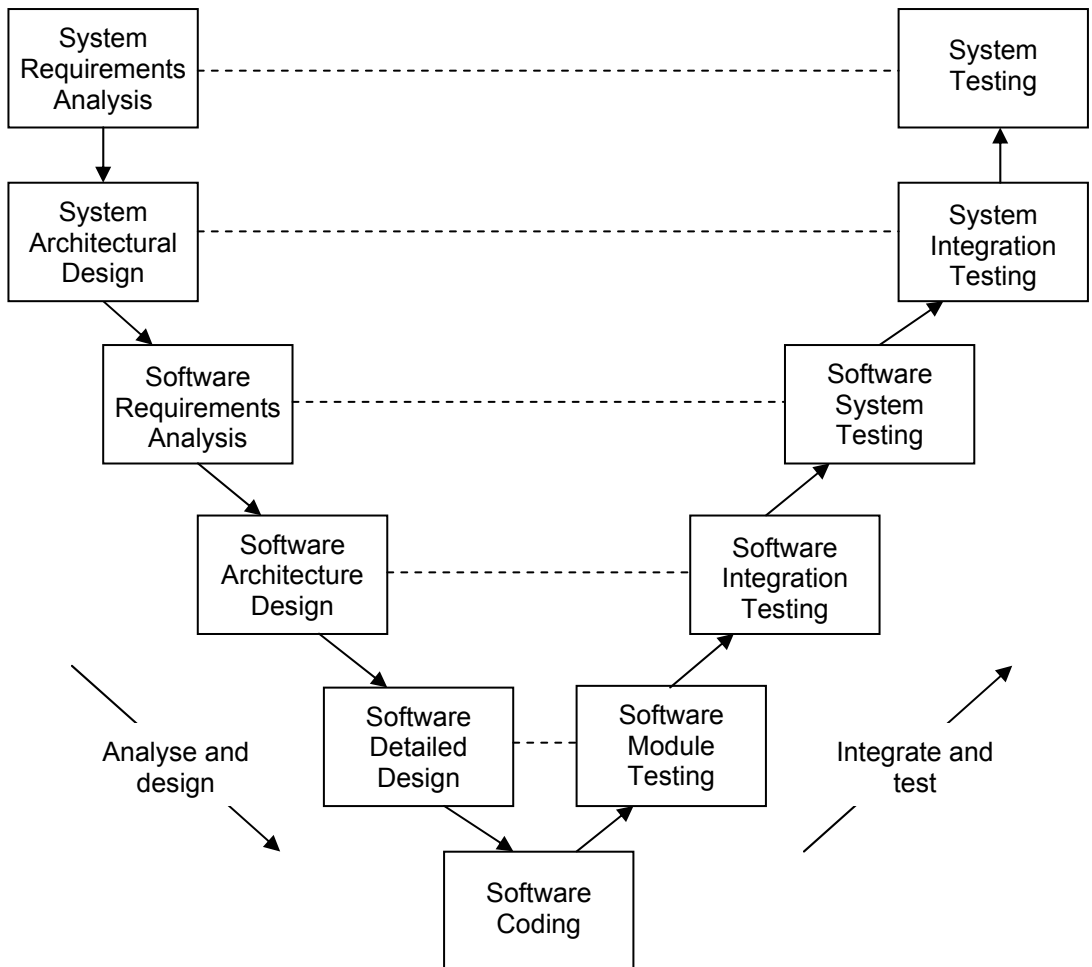 System
Requirements
Analysis
System
Testing
System
Architectural
Design
System
Integration
Testing
Software
Requirements
Analysis
Software
System
Testing
Software
Architecture
Design
Software
Integration
Testing
Software
Detailed
Design
Software
Module
Testing
Analyse and
design
Integrate and
test
Software
Coding